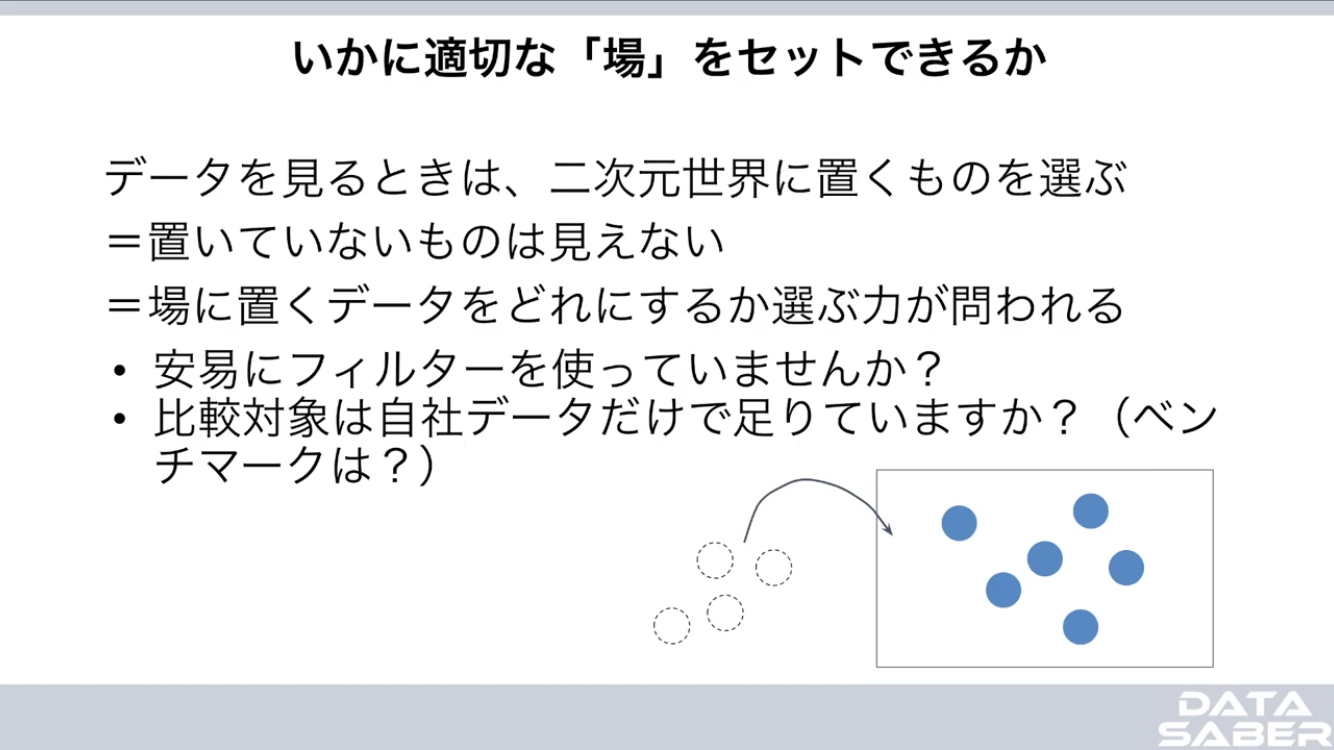 いかに適切な「場」をセットできるか
データを見るときは、二次元世界に置くものを選ぶ
＝置いていないものは見えない
＝場に置くデータをどれにするか選ぶ力が問われる
• 安易にフィルターを使っていませんか？
• 比較対象は自社データだけで足りていますか？（ベン
チマークは？）
DATA
SABER